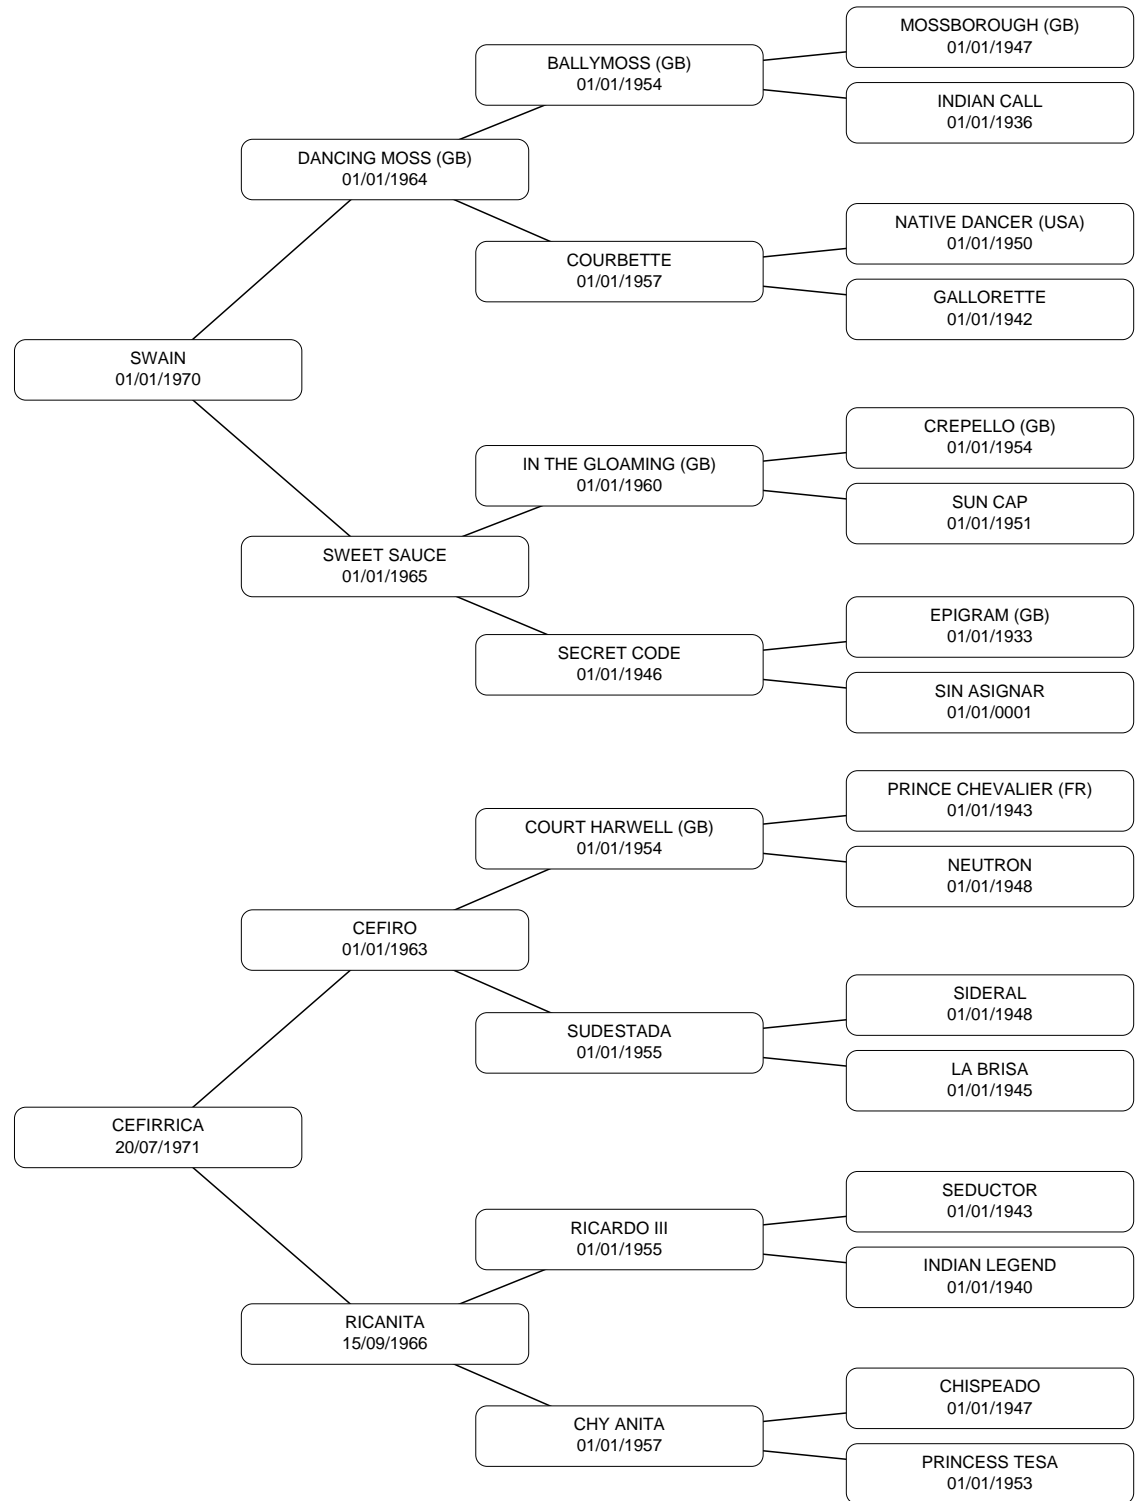 MOSSBOROUGH (GB)
01/01/1947
BALLYMOSS (GB)
01/01/1954
INDIAN CALL
01/01/1936
DANCING MOSS (GB)
01/01/1964
NATIVE DANCER (USA)
01/01/1950
COURBETTE
01/01/1957
GALLORETTE
01/01/1942
SWAIN
01/01/1970
CREPELLO (GB)
01/01/1954
IN THE GLOAMING (GB)
01/01/1960
SUN CAP
01/01/1951
SWEET SAUCE
01/01/1965
EPIGRAM (GB)
01/01/1933
SECRET CODE
01/01/1946
SIN ASIGNAR
01/01/0001
PRINCE CHEVALIER (FR)
01/01/1943
COURT HARWELL (GB)
01/01/1954
NEUTRON
01/01/1948
CEFIRO
01/01/1963
SIDERAL
01/01/1948
SUDESTADA
01/01/1955
LA BRISA
01/01/1945
CEFIRRICA
20/07/1971
SEDUCTOR
01/01/1943
RICARDO III
01/01/1955
INDIAN LEGEND
01/01/1940
RICANITA
15/09/1966
CHISPEADO
01/01/1947
CHY ANITA
01/01/1957
PRINCESS TESA
01/01/1953